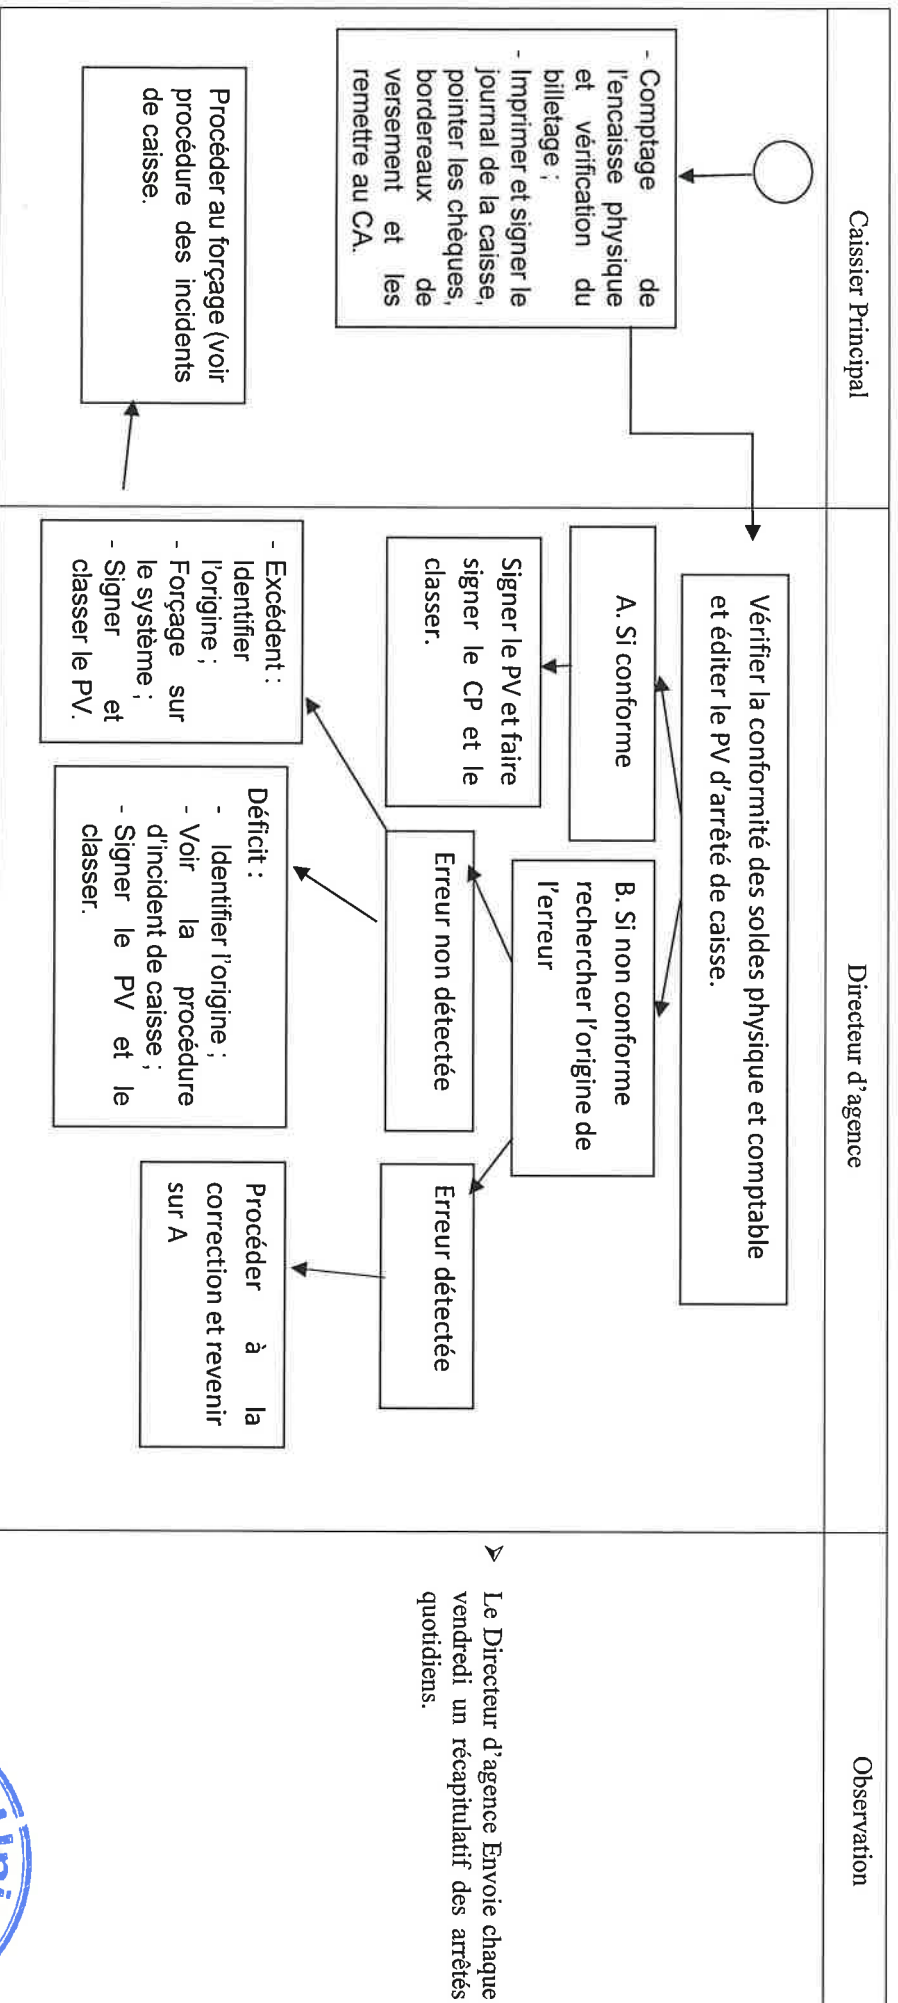 Caissier Principal
Directeur d'agence
Observation
- Comptage de
l'encaisse physique
et vérification du
billetage ;
- Imprimer et signer le
journal de la caisse,
pointer les chèques,
bordereaux de
versement et les
remettre au CA.
Procéder au forçage (voir
procédure des incidents
de caisse.
Vérifier la conformité des soldes physique et comptable
et éditer le PV d'arrêté de caisse.
A. Si conforme
Signer le PV et faire
signer le CP et le
classer.
B. Si non conforme
rechercher l'origine de
l'erreur
Erreur non détectée
Erreur détectée
- Excédent :
Identifier
l'origine ;
- Forçage sur
le système ;
- Signer et
classer le PV.
Déficit :
- Identifier l'origine ;
- Voir la procédure
d'incident de caisse ;
- Signer le PV et le
classer.
Procéder à la
correction et revenir
sur A
➢ Le Directeur d'agence Envoie chaque
vendredi un récapitulatif des arrêtés
quotidiens.